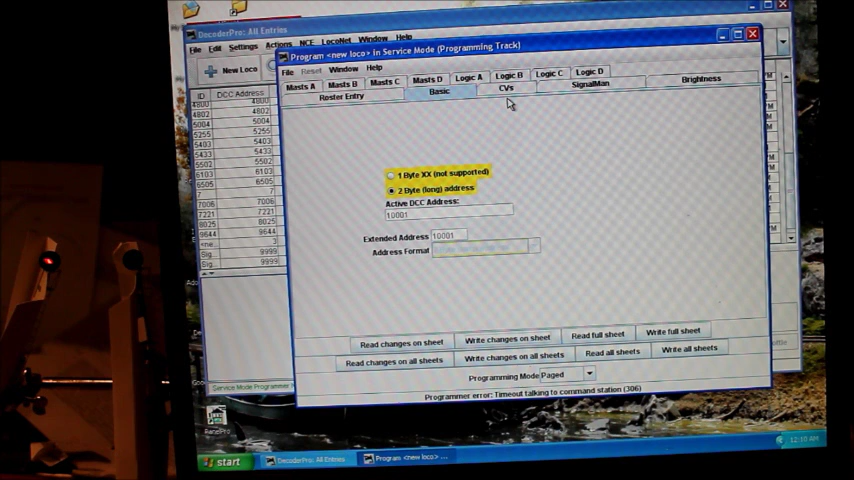 DecoderPro: All Entries
File Edit Settings Actions NCE LocoNet Window Help
New Loco
Program <new loco> in Service Mode (Programming Track)
File Reset Window Help
Masts A Masts B Masts C Masts D Logic A Logic B Logic C Logic D
Roster Entry Basic CVs SignalMan Brightness
ID DCC Address
4800 4800
4802 4802
5004 5004
5255 5255
5403 5403
5433 5433
5502 5502
6103 6103
6505 6505
7 7
7006 7006
7221 7221
8025 8025
9644 9644
<ne... 3
Sig... 9999
Sig... 9999
1 Byte XX (not supported)
2 Byte (long) address
Active DCC Address:
10001
Extended Address 10001
Address Format
Read changes on sheet Write changes on sheet Read full sheet Write full sheet
Read changes on all sheets Write changes on all sheets Read all sheets Write all sheets
Programming Mode Paged
Programmer error: Timeout talking to command station (306)
Service Mode Programmer
start DecoderPro: All Entries Program <new loco> ... 12:10 AM